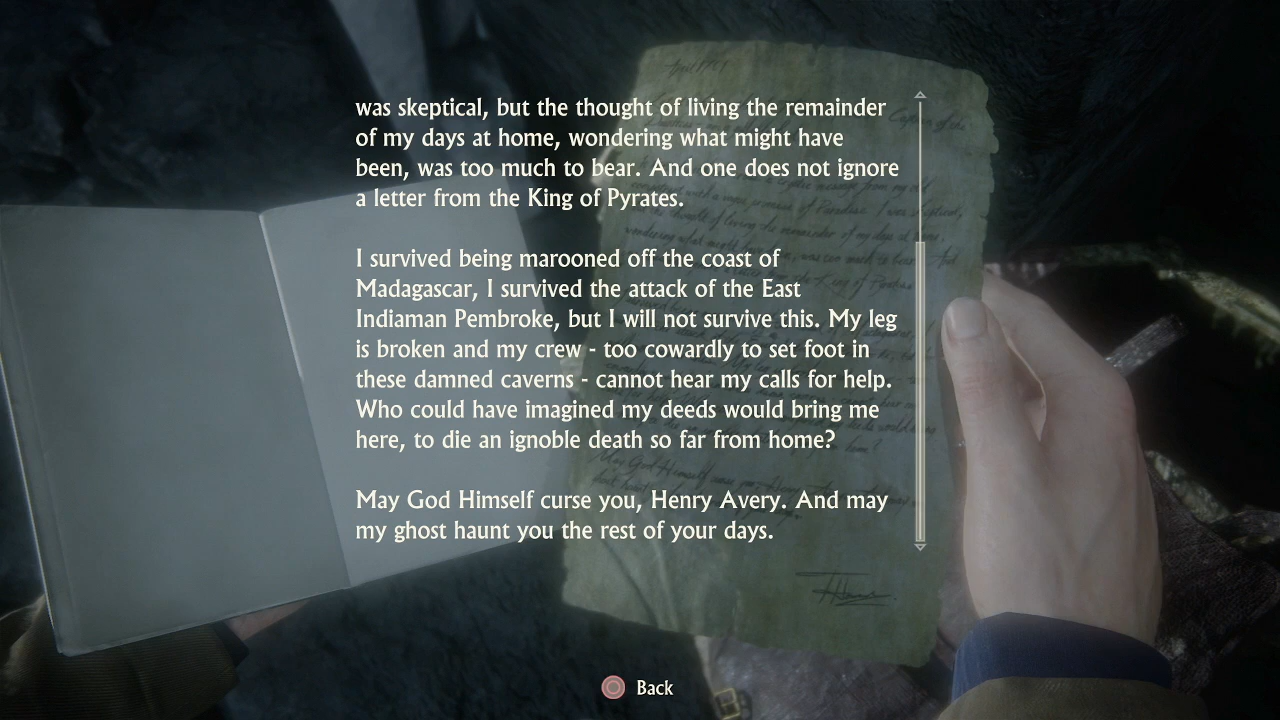 was skeptical, but the thought of living the remainder
of my days at home, wondering what might have
been, was too much to bear. And one does not ignore
a letter from the King of Pyrates.
I survived being marooned off the coast of
Madagascar, I survived the attack of the East
Indiaman Pembroke, but I will not survive this. My leg
is broken and my crew - too cowardly to set foot in
these damned caverns - cannot hear my calls for help.
Who could have imagined my deeds would bring me
here, to die an ignoble death so far from home?
May God Himself curse you, Henry Avery. And may
my ghost haunt you the rest of your days.
Back